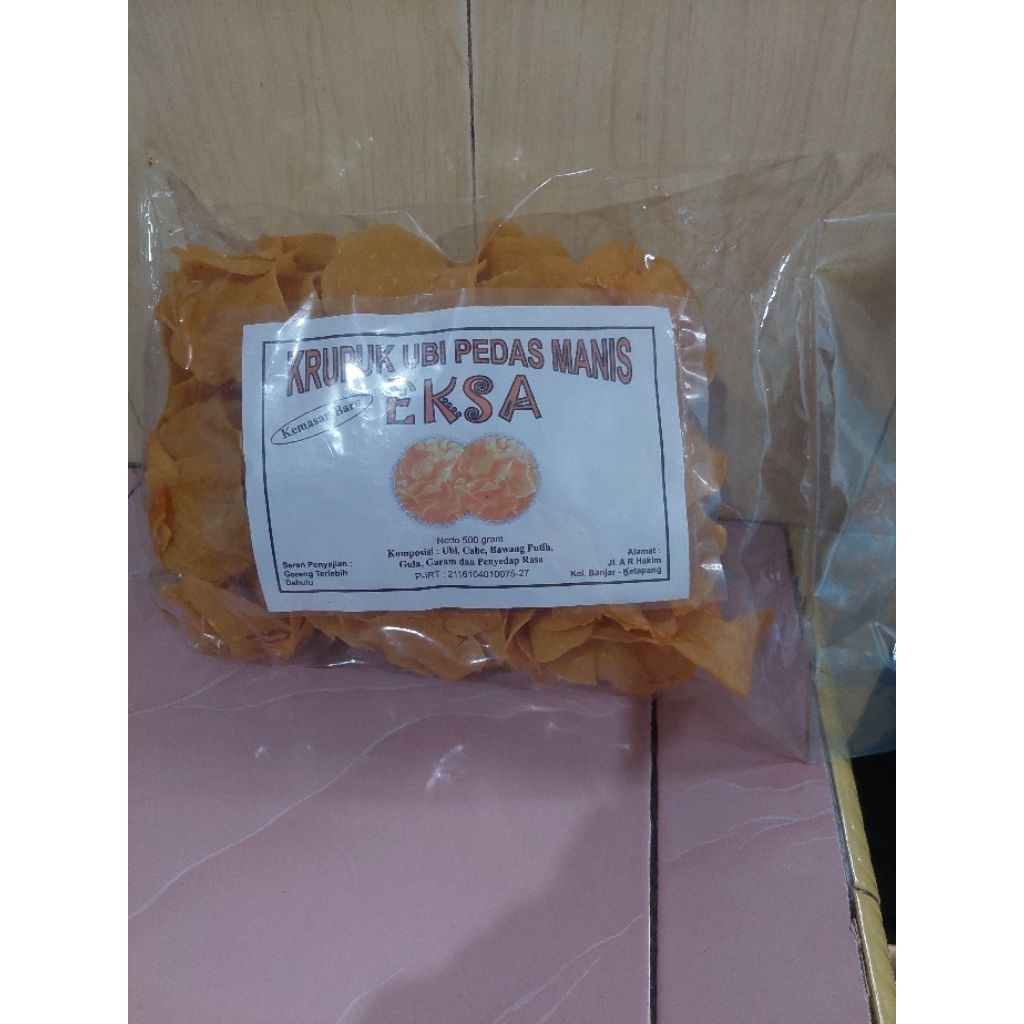 KRUPUK UBI PEDAS MANIS
EKSA
Kemasan Baru
Netto 500 gram
Komposisi : Ubi, Cabe, Bawang Putih,
Gula, Garam dan Penyedap Rasa
P-IRT : 2116104010075-27
Saran Penyajian :
Goreng Terlebih
Dahulu
Alamat :
Jl. A R Hakim
Kel. Banjar - Ketapang